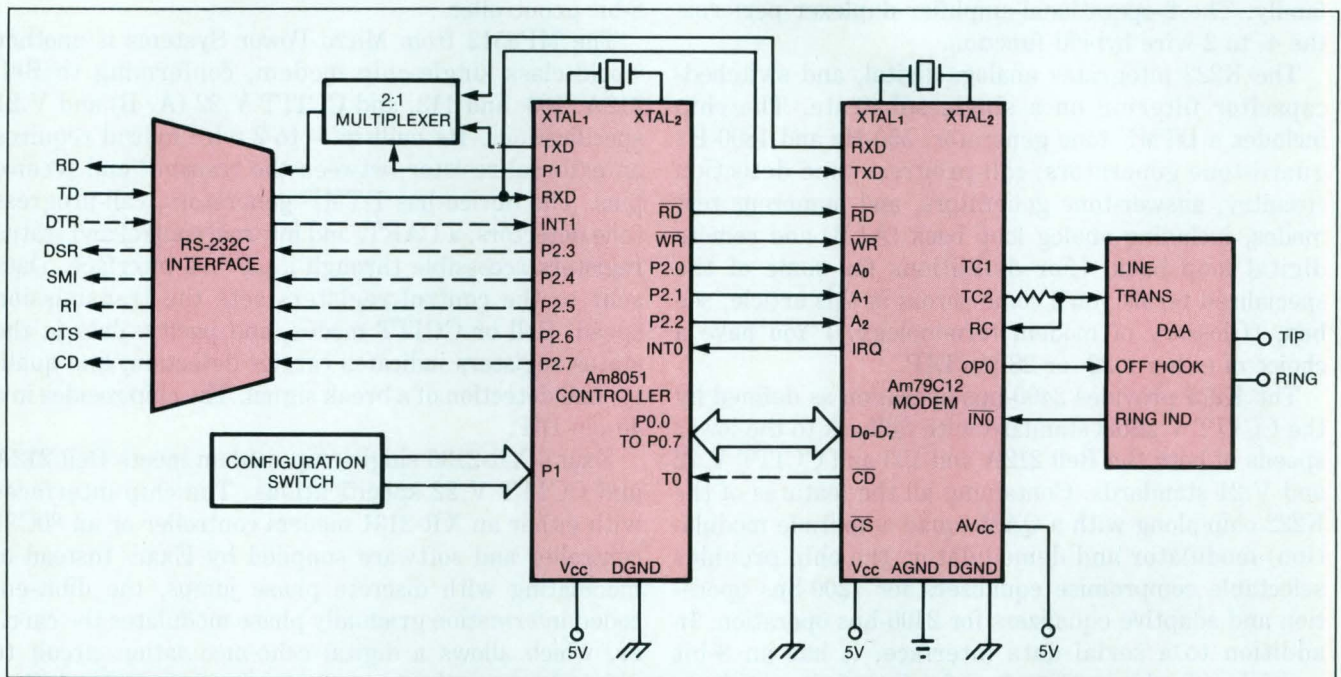 2:1
MULTIPLEXER
RS-232C
INTERFACE
RD
TD
DTR
DSR
SMI
RI
CTS
CD
CONFIGURATION
SWITCH
XTAL₁ XTAL₂
TXD
P1
RXD
INT1
P2.3
P2.4
P2.5
P2.6
P2.7
RD
WR
P2.0
P2.1
P2.2
INT0
Am8051
CONTROLLER
P0.0
TO P0.7
P1
T0
Vcc DGND
5V
XTAL₁ XTAL₂
RXD
TXD
RD
WR
A₀
A₁
A₂
IRQ
TC1
TC2
RC
OP0
Am79C12
MODEM
IN0
D₀-D₇
CD
CS
AVcc
Vcc AGND DGND
5V
5V
LINE
TRANS
DAA
OFF HOOK
RING IND
TIP
RING